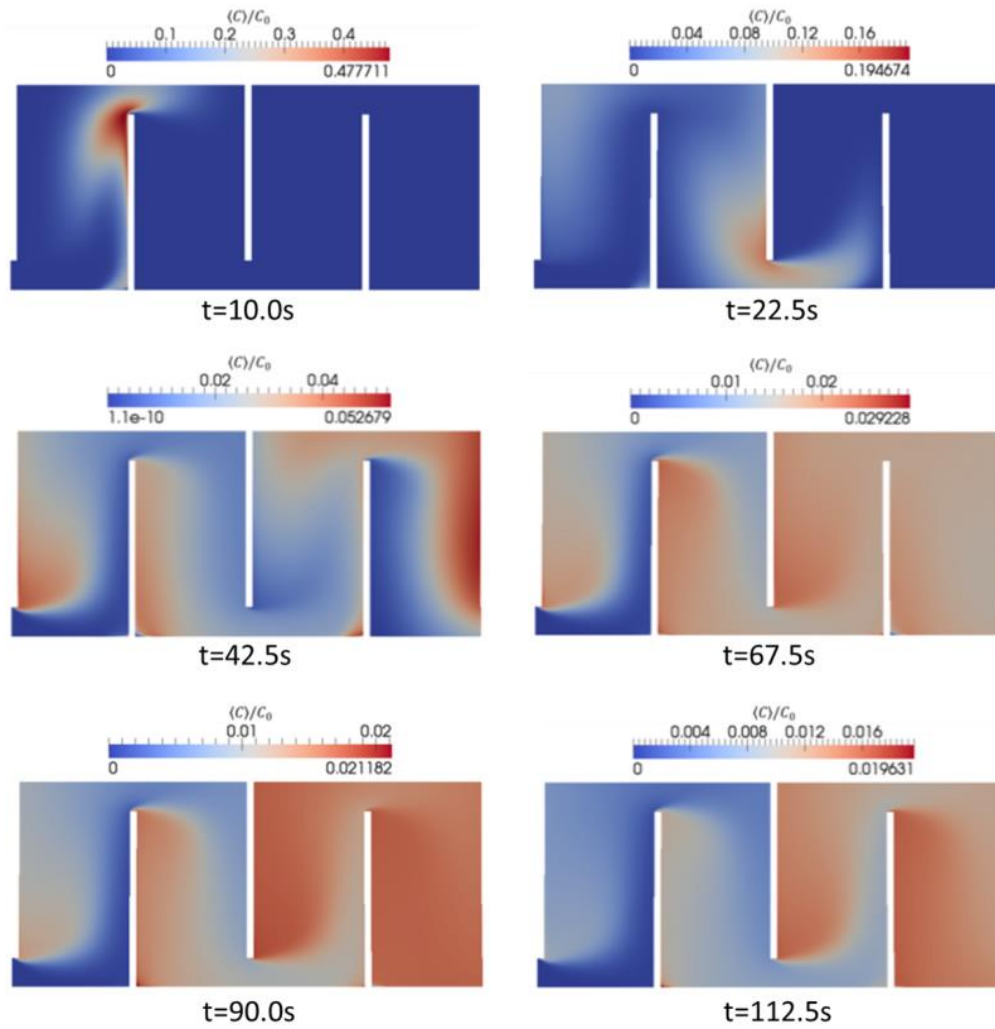 ⟨C⟩/C₀
0.1 0.2 0.3 0.4
0 0.477711
t=10.0s
⟨C⟩/C₀
0.04 0.08 0.12 0.16
0 0.194674
t=22.5s
⟨C⟩/C₀
0.02 0.04
1.1e-10 0.052679
t=42.5s
⟨C⟩/C₀
0.01 0.02
0 0.029228
t=67.5s
⟨C⟩/C₀
0.01 0.02
0 0.021182
t=90.0s
⟨C⟩/C₀
0.004 0.008 0.012 0.016
0 0.019631
t=112.5s